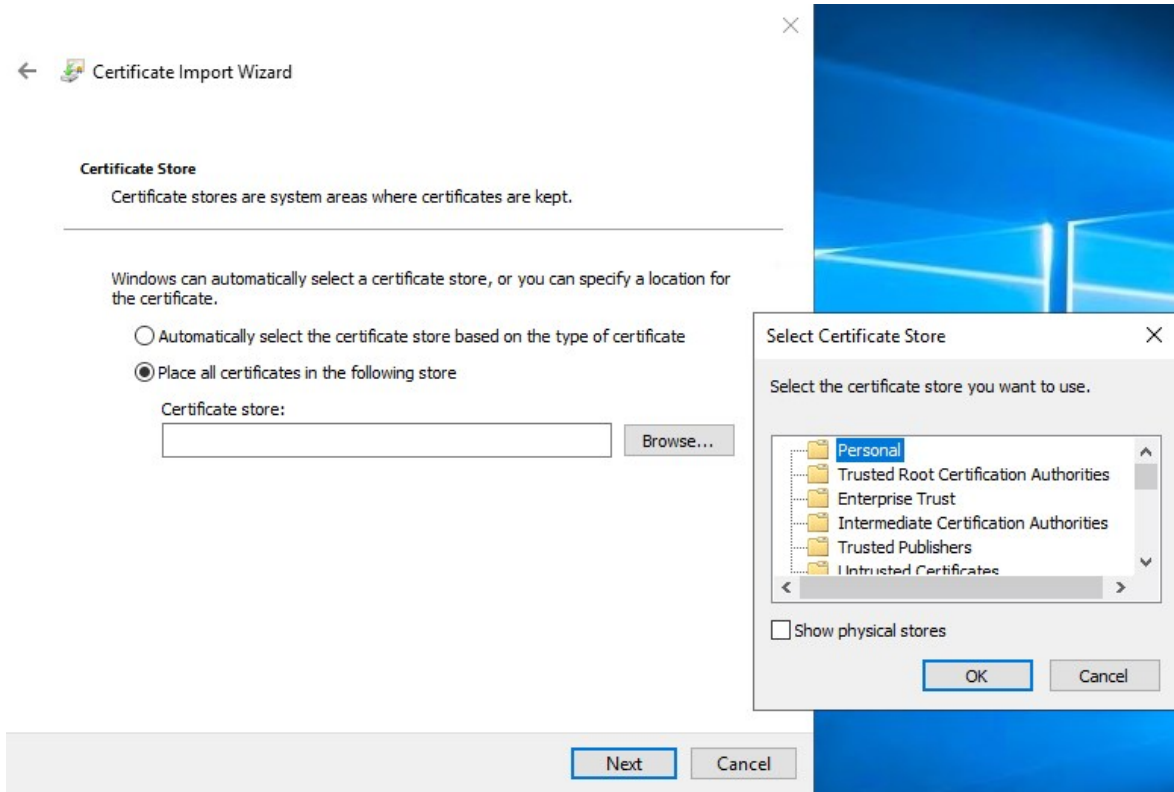 Certificate Import Wizard
Certificate Store
Certificate stores are system areas where certificates are kept.
Windows can automatically select a certificate store, or you can specify a location for
the certificate.
Automatically select the certificate store based on the type of certificate
Place all certificates in the following store
Certificate store:
Browse...
Next
Cancel
Select Certificate Store
Select the certificate store you want to use.
Personal
Trusted Root Certification Authorities
Enterprise Trust
Intermediate Certification Authorities
Trusted Publishers
Untrusted Certificates
Show physical stores
OK
Cancel